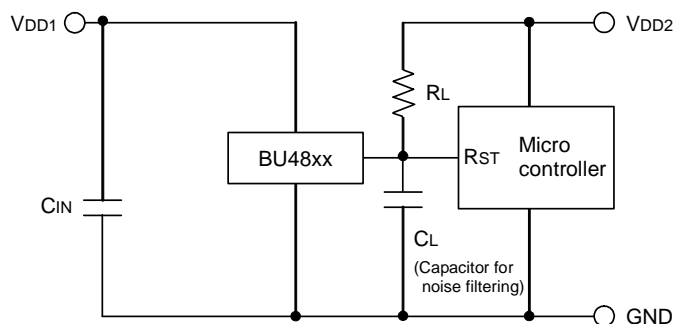 VDD1
VDD2
RL
BU48xx
RST
Micro
controller
CIN
CL
(Capacitor for
noise filtering)
GND